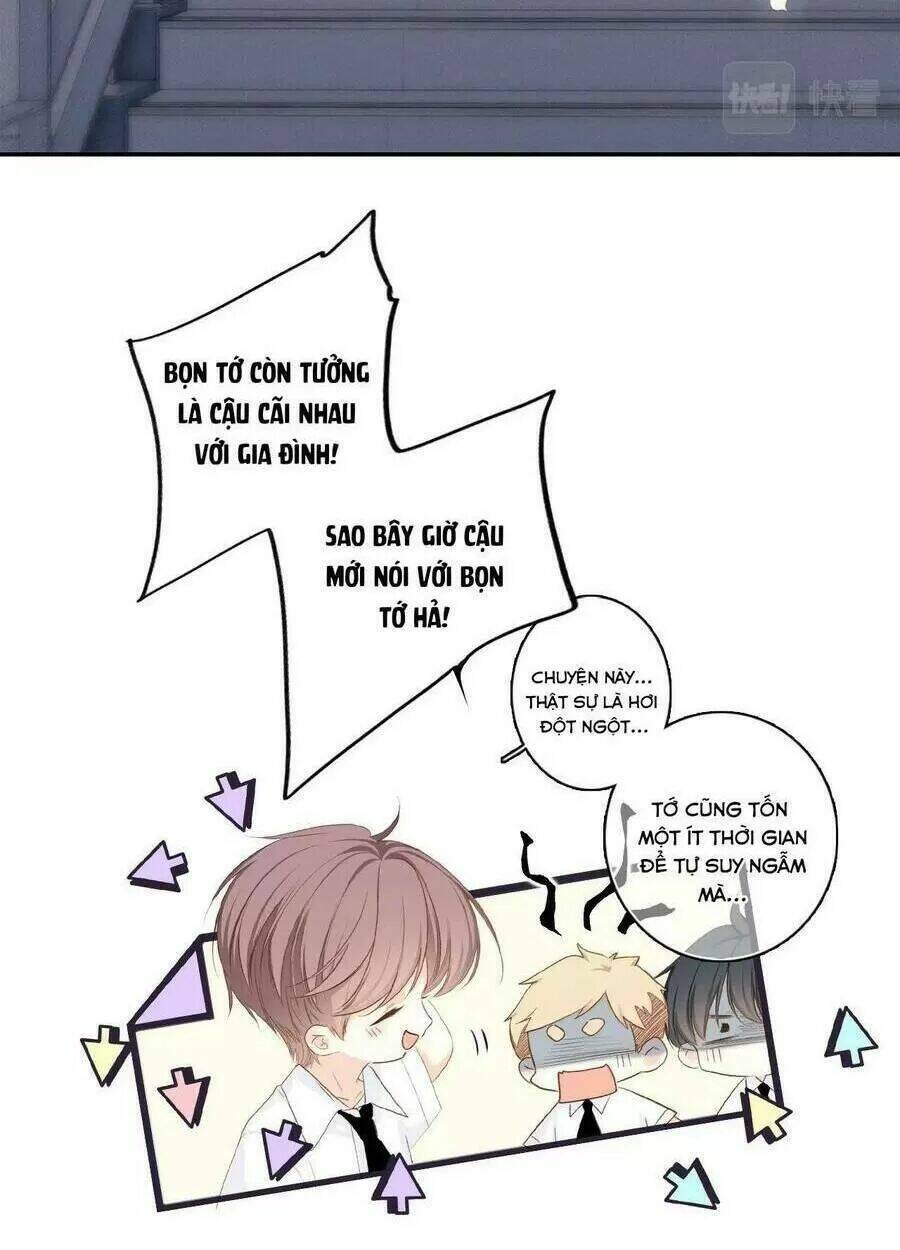 快看! 快看
BỌN TỚ CÒN TƯỞNG
LÀ CẬU CÃI NHAU
VỚI GIA ĐÌNH!
SAO BÂY GIỜ CẬU
MỚI NÓI VỚI BỌN
TỚ HẢ!
CHUYỆN NÀY...
THẬT SỰ LÀ HƠI
ĐỘT NGỘT...
TỚ CŨNG TỐN
MỘT ÍT THỜI GIAN
ĐỂ TỰ SUY NGẪM
MÀ...